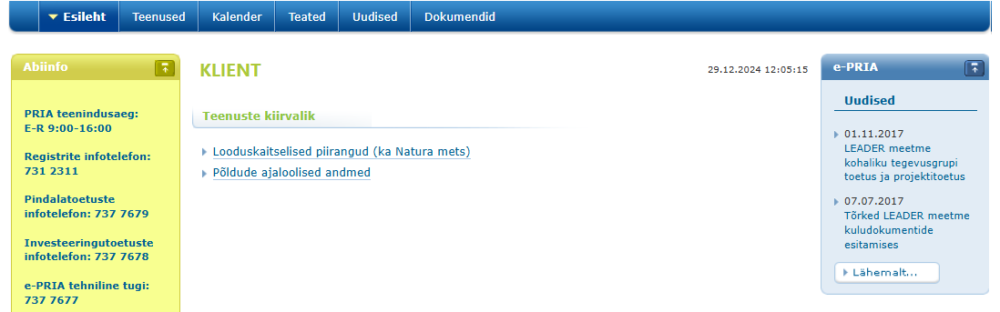 Esileht Teenused Kalender Teated Uudised Dokumendid
Abiinfo
PRIA teenindusaeg:
E-R 9:00-16:00
Registrite infotelefon:
731 2311
Pindalatoetuste
infotelefon: 737 7679
Investeeringutoetuste
infotelefon: 737 7678
e-PRIA tehniline tugi:
737 7677
KLIENT
29.12.2024 12:05:15
Teenuste kiirvalik
Looduskaitselised piirangud (ka Natura mets)
Põldude ajaloolised andmed
e-PRIA
Uudised
01.11.2017
LEADER meetme
kohaliku tegevusgrupi
toetus ja projektitoetus
07.07.2017
Tõrked LEADER meetme
kuludokumentide
esitamises
Lähemalt...